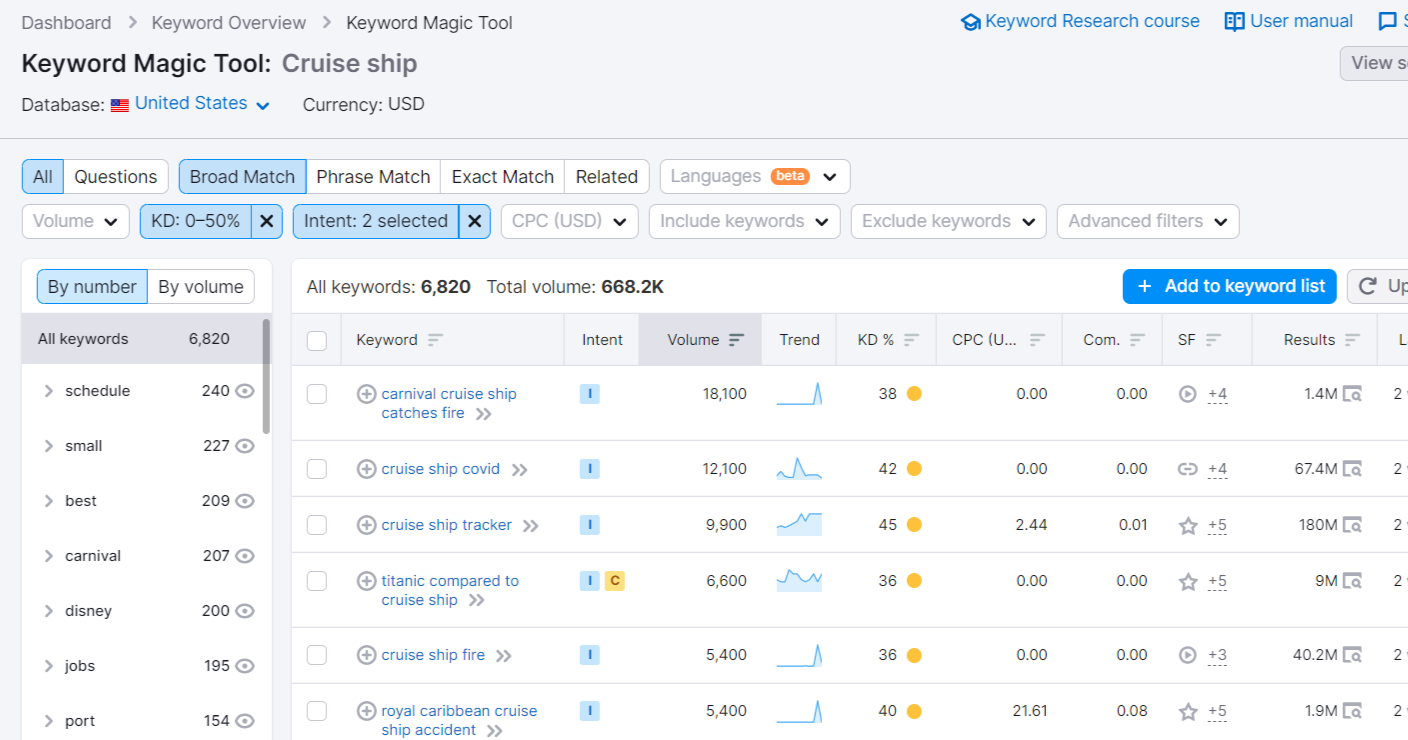 Dashboard > Keyword Overview > Keyword Magic Tool
Keyword Research course
User manual
Keyword Magic Tool: Cruise ship
Database: United States
Currency: USD
All
Questions
Broad Match
Phrase Match
Exact Match
Related
Languages beta
Volume
KD: 0–50%
Intent: 2 selected
CPC (USD)
Include keywords
Exclude keywords
Advanced filters
By number
By volume
All keywords 6,820
schedule 240
small 227
best 209
carnival 207
disney 200
jobs 195
port 154
All keywords: 6,820 Total volume: 668.2K
+ Add to keyword list
Keyword Intent Volume Trend KD % CPC (U... Com. SF Results
carnival cruise ship
catches fire
I 18,100 38 0.00 0.00 +4 1.4M 2
cruise ship covid I 12,100 42 0.00 0.00 +4 67.4M 2
cruise ship tracker I 9,900 45 2.44 0.01 +5 180M 2
titanic compared to
cruise ship
I C 6,600 36 0.00 0.00 +5 9M 2
cruise ship fire I 5,400 36 0.00 0.00 +3 40.2M 2
royal caribbean cruise
ship accident
I 5,400 40 21.61 0.08 +5 1.9M 2